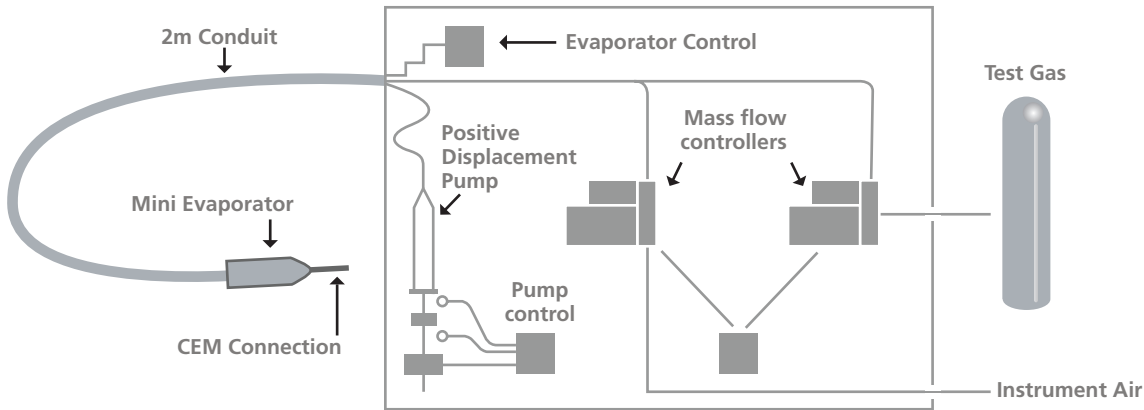 2m Conduit
Evaporator Control
Test Gas
Mass flow
controllers
Positive
Displacement
Pump
Mini Evaporator
Pump
control
CEM Connection
Instrument Air